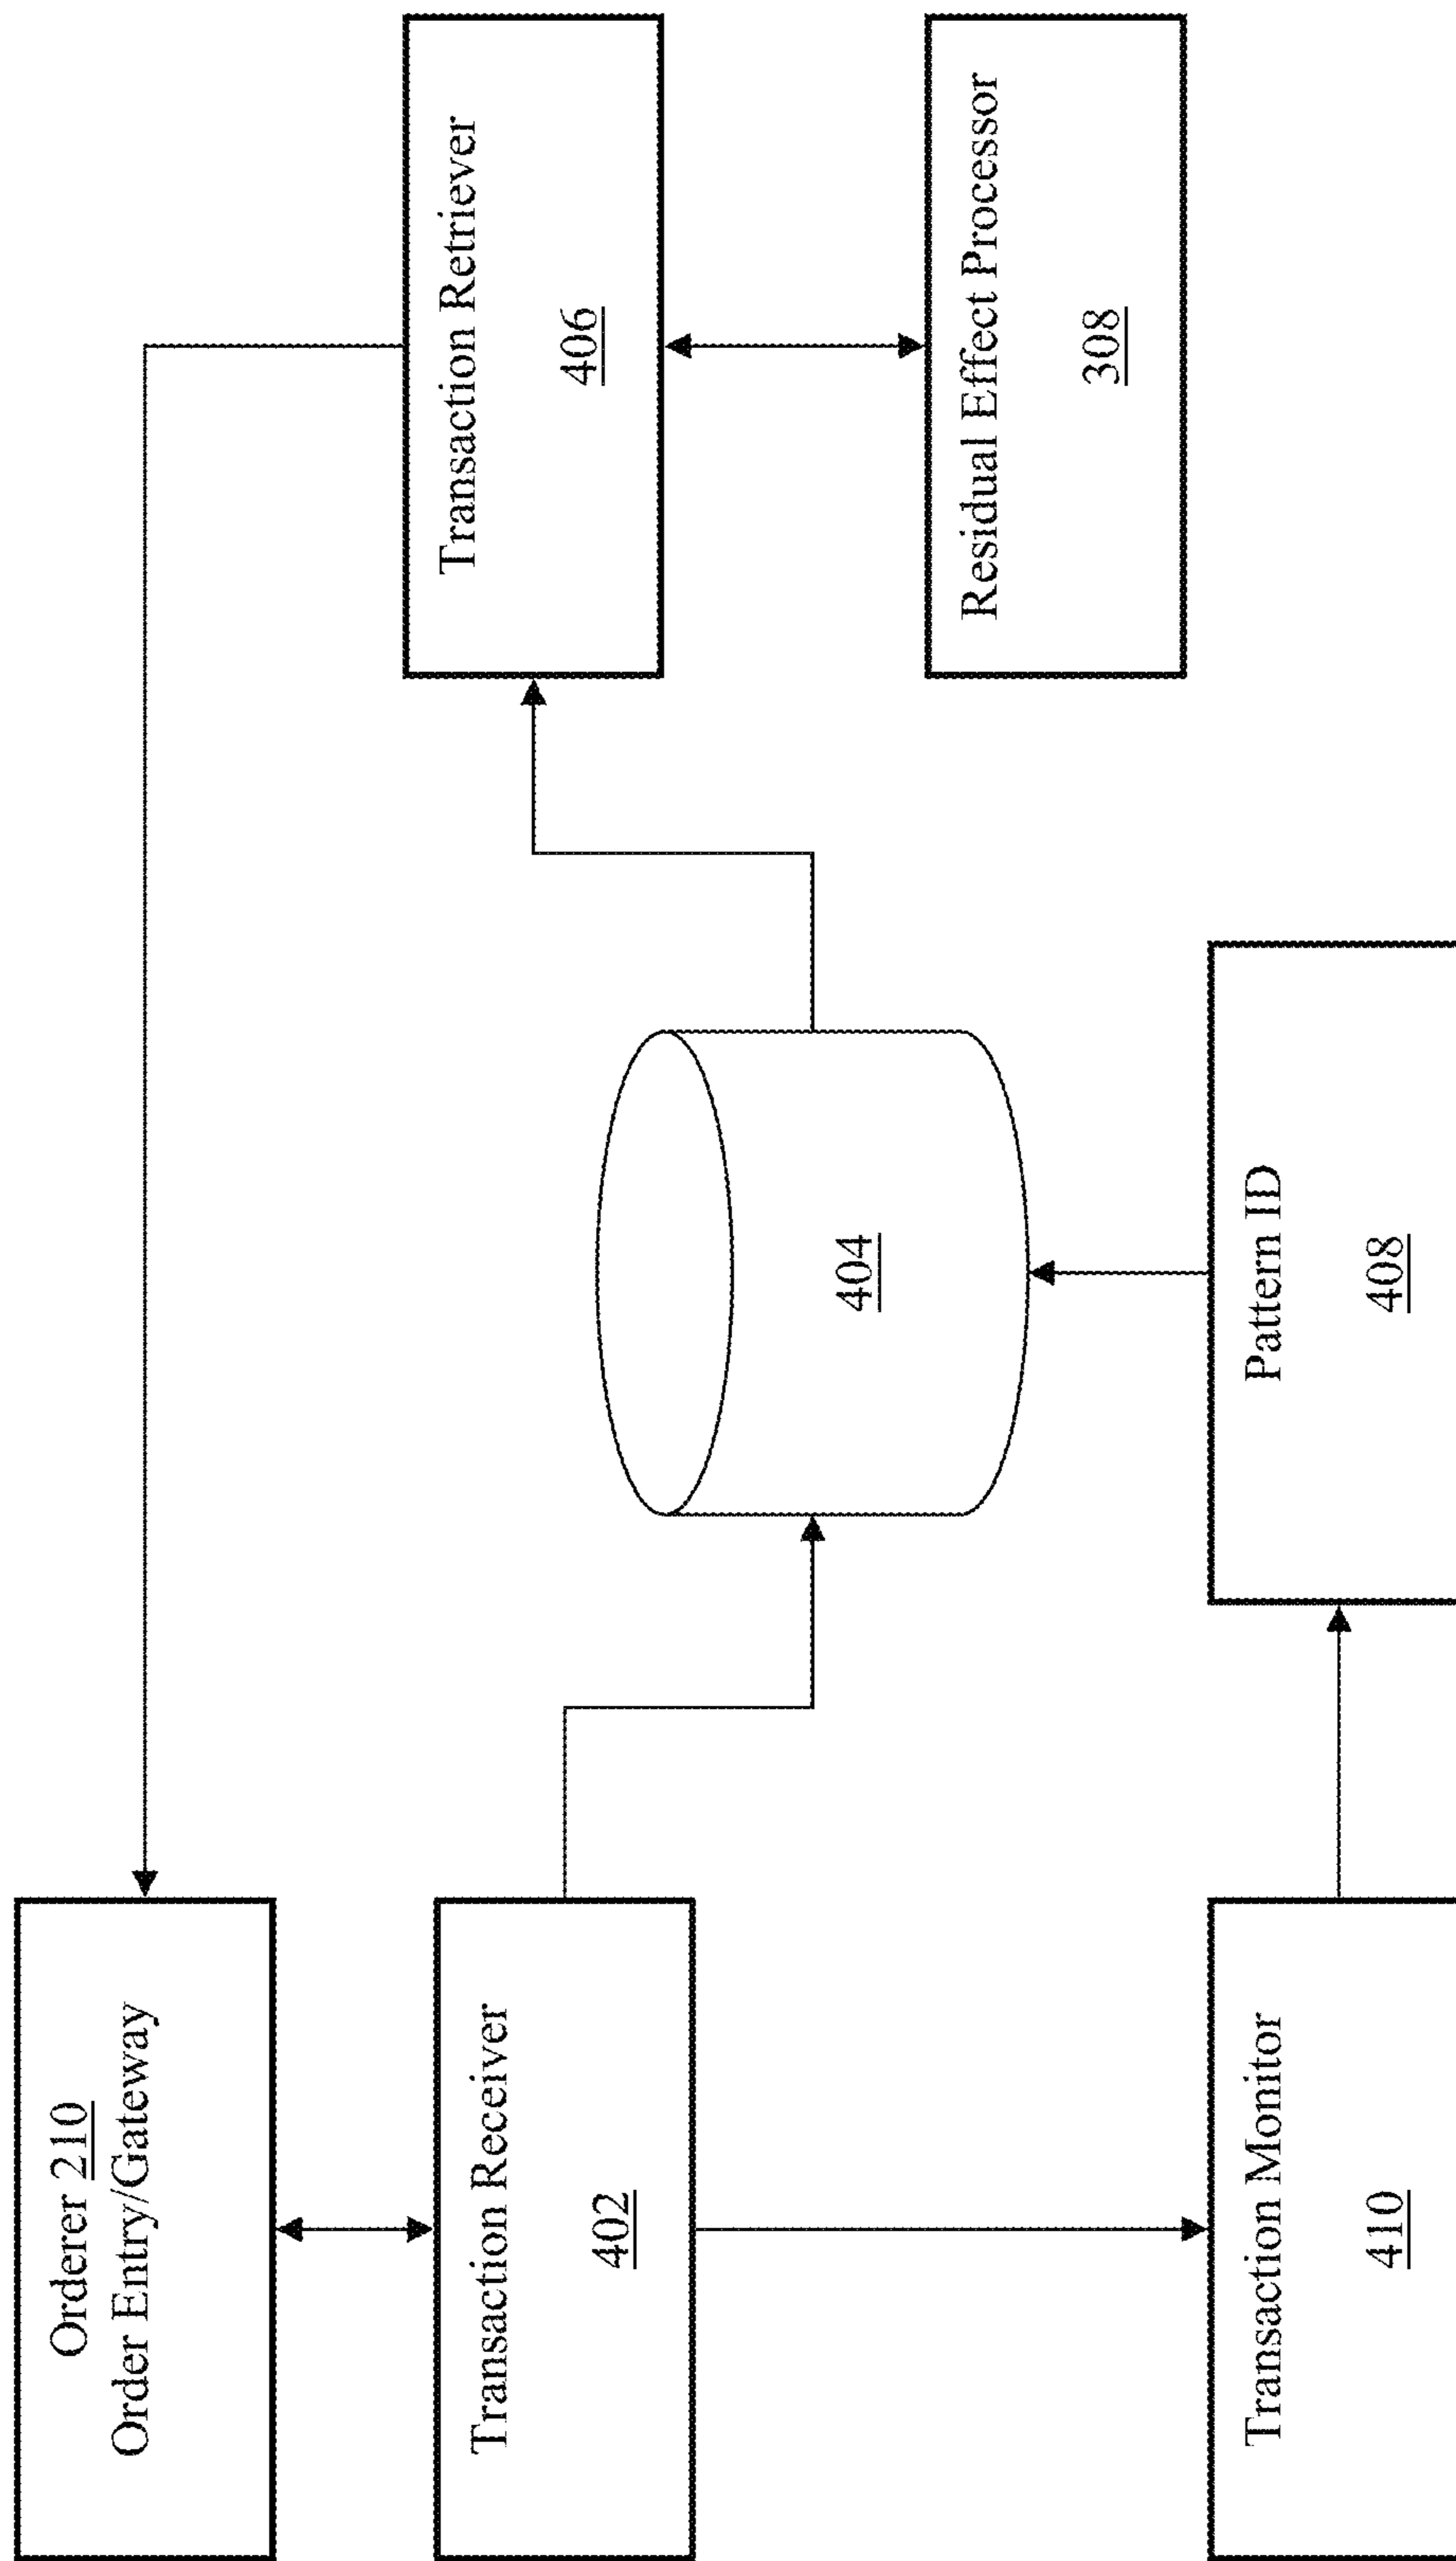 Orderer 210
Order Entry/Gateway
Transaction Receiver
402
Transaction Monitor
410
404
Pattern ID
408
Transaction Retriever
406
Residual Effect Processor
308